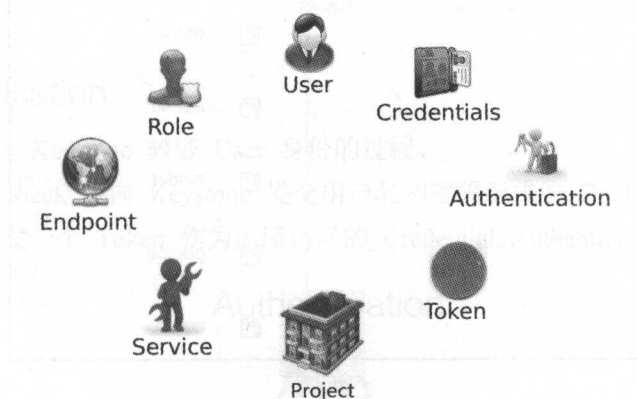 User
Credentials
Role
Authentication
Endpoint
Token
Service
Project